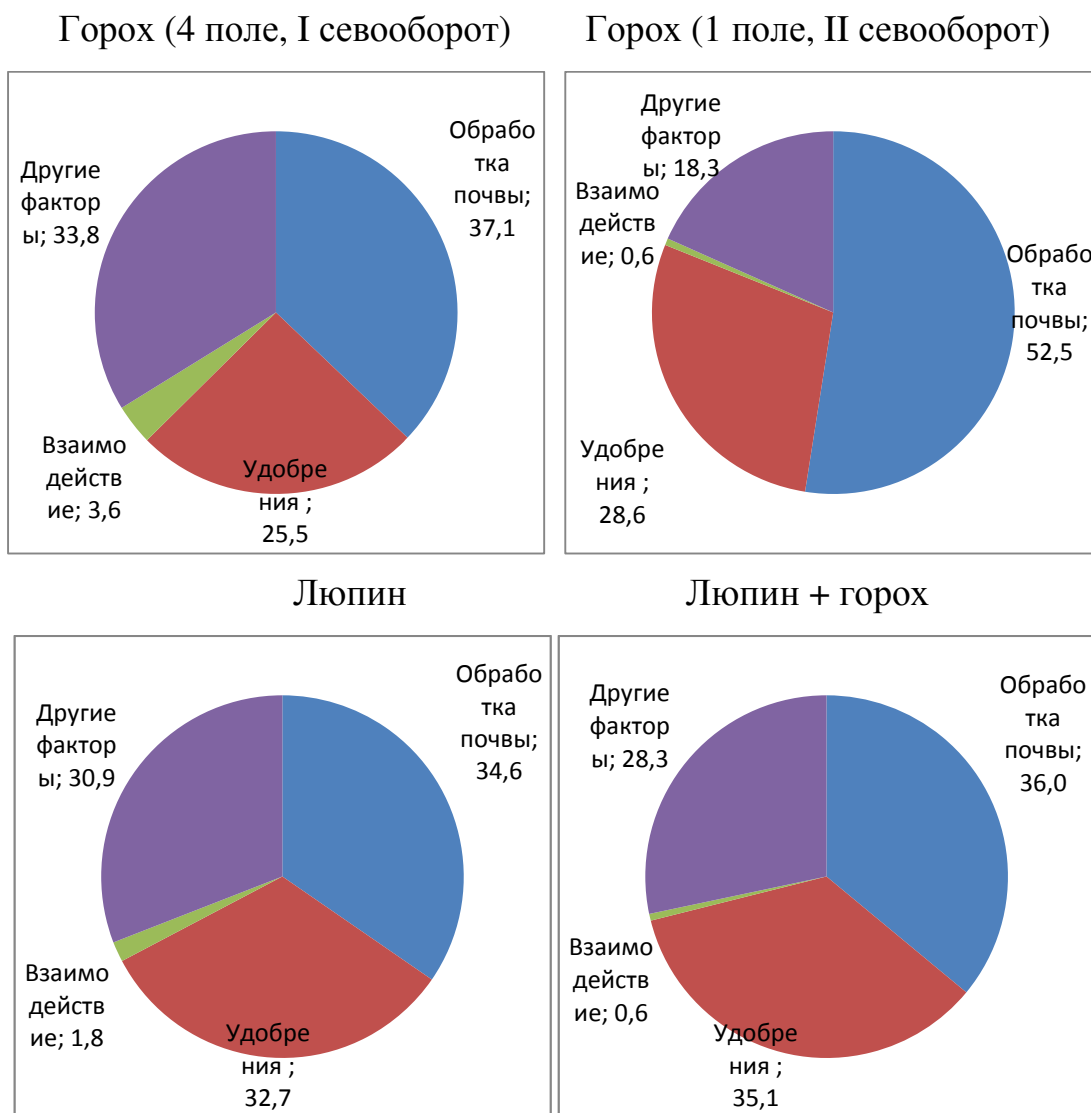 Горох (4 поле, I севооборот)
Обрабо
тка
почвы;
37,1
Удобре
ния ;
25,5
Взаимо
действ
ие; 3,6
Другие
фактор
ы; 33,8
Горох (1 поле, II севооборот)
Обрабо
тка
почвы;
52,5
Удобре
ния ;
28,6
Взаимо
действ
ие; 0,6
Другие
фактор
ы; 18,3
Люпин
Обрабо
тка
почвы;
34,6
Удобре
ния ;
32,7
Взаимо
действ
ие; 1,8
Другие
фактор
ы; 30,9
Люпин + горох
Обрабо
тка
почвы;
36,0
Удобре
ния ;
35,1
Взаимо
действ
ие; 0,6
Другие
фактор
ы; 28,3